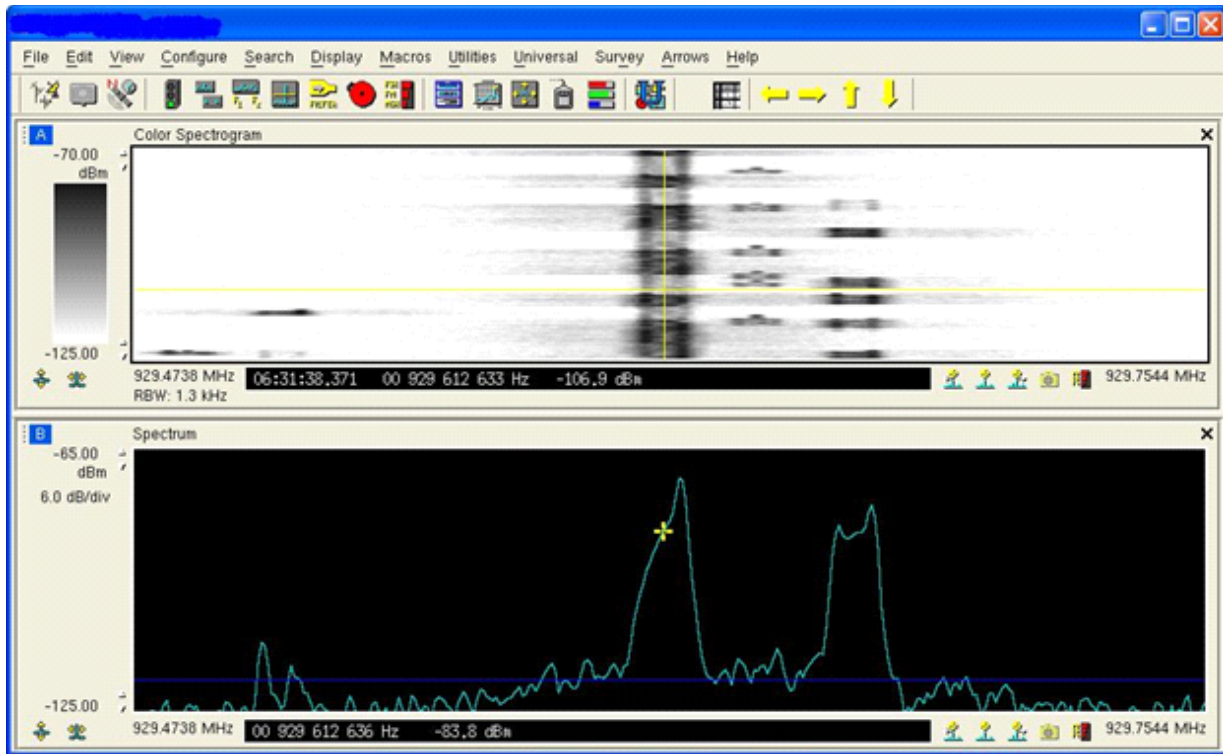 File Edit View Configure Search Display Macros Utilities Universal Survey Arrows Help
A Color Spectrogram
-70.00
dBm
-125.00
929.4738 MHz 06:31:38.371 00 929 612 633 Hz -106.9 dBm 929.7544 MHz
RBW: 1.3 kHz
B Spectrum
-65.00
dBm
6.0 dB/div
-125.00
929.4738 MHz 00 929 612 636 Hz -83.8 dBm 929.7544 MHz